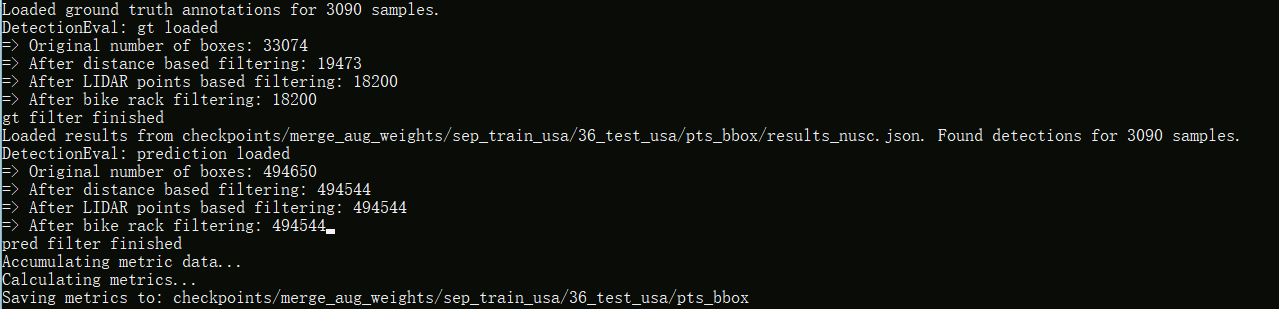 Loaded ground truth annotations for 3090 samples.
DetectionEval: gt loaded
=> Original number of boxes: 33074
=> After distance based filtering: 19473
=> After LIDAR points based filtering: 18200
=> After bike rack filtering: 18200
gt filter finished
Loaded results from checkpoints/merge_aug_weights/sep_train_usa/36_test_usa/pts_bbox/results_nusc.json. Found detections for 3090 samples.
DetectionEval: prediction loaded
=> Original number of boxes: 494650
=> After distance based filtering: 494544
=> After LIDAR points based filtering: 494544
=> After bike rack filtering: 494544
pred filter finished
Accumulating metric data...
Calculating metrics...
Saving metrics to: checkpoints/merge_aug_weights/sep_train_usa/36_test_usa/pts_bbox